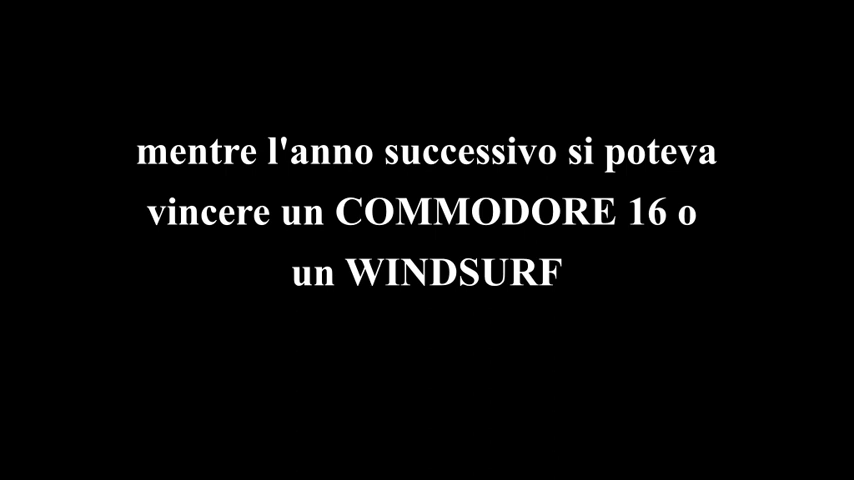 mentre l'anno successivo si poteva
vincere un COMMODORE 16 o
un WINDSURF